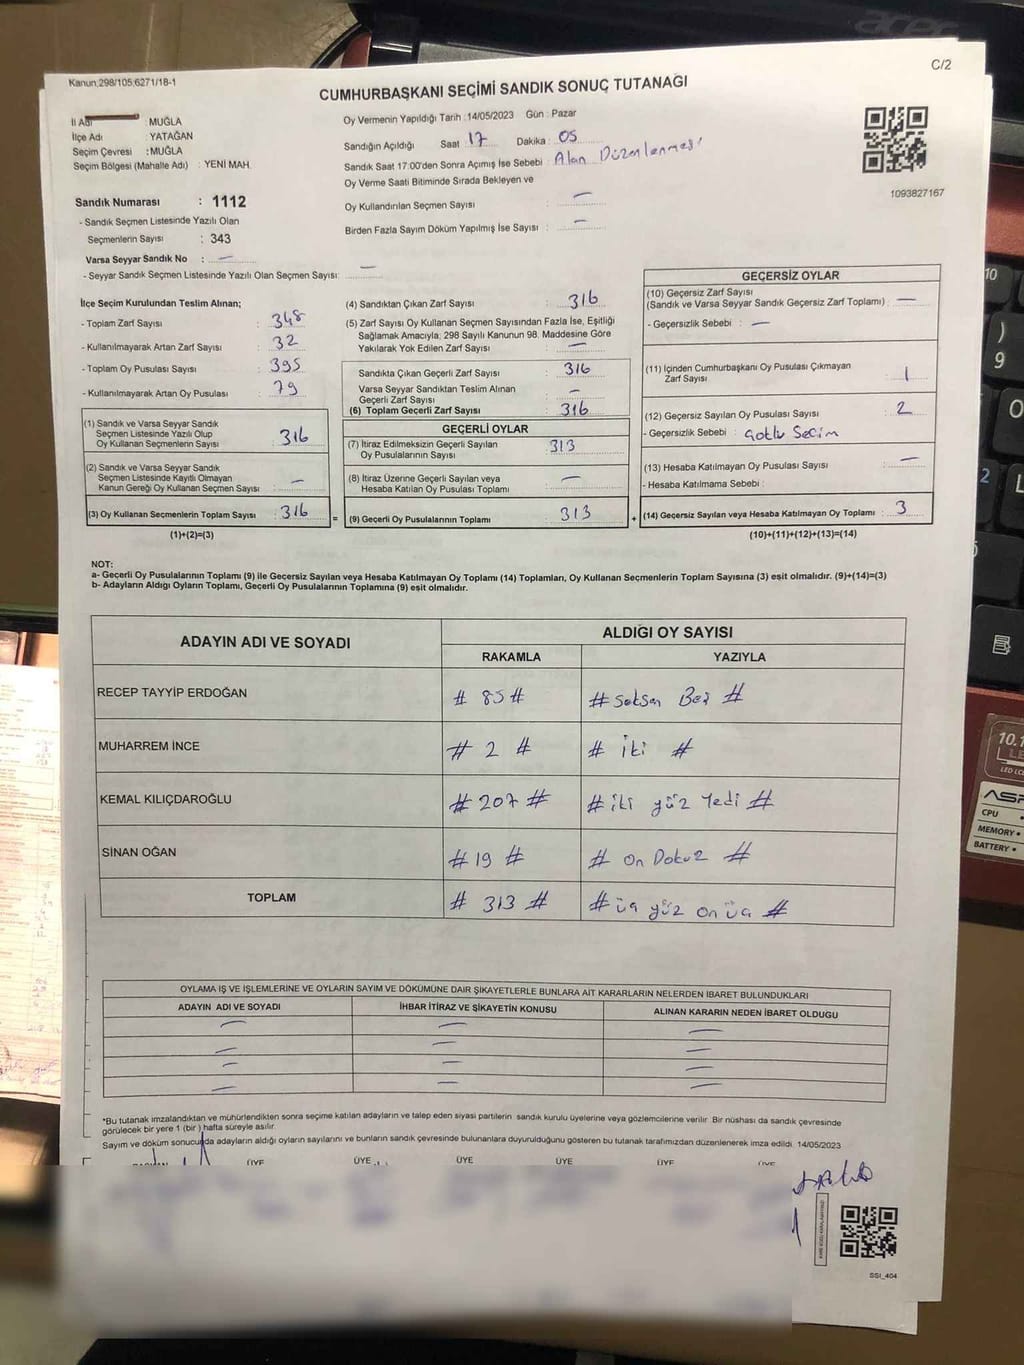 acer
C/2
Kanun:298/105;6271/18-1
CUMHURBAŞKANI SEÇİMİ SANDIK SONUÇ TUTANAĞI
İl Adı : MUĞLA
İlçe Adı : YATAĞAN
Seçim Çevresi : MUĞLA
Seçim Bölgesi (Mahalle Adı) : YENİ MAH.
Oy Vermenin Yapıldığı Tarih :14/05/2023 Gün : Pazar
Sandığın Açıldığı Saat : 17 Dakika : 05
Sandık Saat 17:00'den Sonra Açımış İse Sebebi : Alan Düzenlenmesi
Oy Verme Saati Bitiminde Sırada Bekleyen ve
Oy Kullandırılan Seçmen Sayısı : —
Birden Fazla Sayım Döküm Yapılmış İse Sayısı : —
1093827167
Sandık Numarası : 1112
- Sandık Seçmen Listesinde Yazılı Olan
Seçmenlerin Sayısı : 343
Varsa Seyyar Sandık No : —
- Seyyar Sandık Seçmen Listesinde Yazılı Olan Seçmen Sayısı: —
İlçe Seçim Kurulundan Teslim Alınan;
- Toplam Zarf Sayısı : 348
- Kullanılmayarak Artan Zarf Sayısı : 32
- Toplam Oy Pusulası Sayısı : 395
- Kullanılmayarak Artan Oy Pusulası : 79
(1) Sandık ve Varsa Seyyar Sandık
Seçmen Listesinde Yazılı Olup
Oy Kullanan Seçmenlerin Sayısı : 316
(2) Sandık ve Varsa Seyyar Sandık
Seçmen Listesinde Kayıtlı Olmayan
Kanun Gereği Oy Kullanan Seçmen Sayısı : —
(3) Oy Kullanan Seçmenlerin Toplam Sayısı : 316
(1)+(2)=(3)
(4) Sandıktan Çıkan Zarf Sayısı : 316
(5) Zarf Sayısı Oy Kullanan Seçmen Sayısından Fazla İse, Eşitliği
Sağlamak Amacıyla, 298 Sayılı Kanunun 98. Maddesine Göre
Yakılarak Yok Edilen Zarf Sayısı : —
Sandıkta Çıkan Geçerli Zarf Sayısı : 316
Varsa Seyyar Sandıktan Teslim Alınan
Geçerli Zarf Sayısı : —
(6) Toplam Geçerli Zarf Sayısı : 316
GEÇERLİ OYLAR
(7) İtiraz Edilmeksizin Geçerli Sayılan
Oy Pusulalarının Sayısı : 313
(8) İtiraz Üzerine Geçerli Sayılan veya
Hesaba Katılan Oy Pusulası Toplamı : —
= (9) Geçerli Oy Pusulalarının Toplamı : 313
GEÇERSİZ OYLAR
(10) Geçersiz Zarf Sayısı
(Sandık ve Varsa Seyyar Sandık Geçersiz Zarf Toplamı) : —
- Geçersizlik Sebebi : —
(11) İçinden Cumhurbaşkanı Oy Pusulası Çıkmayan
Zarf Sayısı : 1
(12) Geçersiz Sayılan Oy Pusulası Sayısı : 2
- Geçersizlik Sebebi : Çoklu Seçim
(13) Hesaba Katılmayan Oy Pusulası Sayısı : —
- Hesaba Katılmama Sebebi :
+ (14) Geçersiz Sayılan veya Hesaba Katılmayan Oy Toplamı : 3
(10)+(11)+(12)+(13)=(14)
NOT:
a- Geçerli Oy Pusulalarının Toplamı (9) ile Geçersiz Sayılan veya Hesaba Katılmayan Oy Toplamı (14) Toplamları, Oy Kullanan Seçmenlerin Toplam Sayısına (3) eşit olmalıdır. (9)+(14)=(3)
b- Adayların Aldığı Oyların Toplamı, Geçerli Oy Pusulalarının Toplamına (9) eşit olmalıdır.
ADAYIN ADI VE SOYADI
ALDIĞI OY SAYISI
RAKAMLA YAZIYLA
RECEP TAYYİP ERDOĞAN # 85 # # Seksen Beş #
MUHARREM İNCE # 2 # # iki #
KEMAL KILIÇDAROĞLU # 207 # # iki yüz Yedi #
SİNAN OĞAN # 19 # # On Dokuz #
TOPLAM # 313 # # üç yüz on üç #
OYLAMA İŞ VE İŞLEMLERİNE VE OYLARIN SAYIM VE DÖKÜMÜNE DAİR ŞİKAYETLERLE BUNLARA AİT KARARLARIN NELERDEN İBARET BULUNDUKLARI
ADAYIN ADI VE SOYADI İHBAR İTİRAZ VE ŞİKAYETİN KONUSU ALINAN KARARIN NEDEN İBARET OLDUĞU
— — —
— — —
— — —
— — —
*Bu tutanak imzalandıktan ve mühürlendikten sonra seçime katılan adayların ve talep eden siyasi partilerin sandık kurulu üyelerine veya gözlemcilerine verilir. Bir nüshası da sandık çevresinde
görülecek bir yere 1 (bir ) hafta süreyle asılır.
Sayım ve döküm sonucunda adayların aldığı oyların sayılarını ve bunların sandık çevresinde bulunanlara duyurulduğunu gösteren bu tutanak tarafımızdan düzenlenerek imza edildi. 14/05/2023
ÜYE ÜYE ÜYE ÜYE ÜYE ÜYE
SSI_404
10.1
LED LCD
CPU
MEMORY
BATTERY